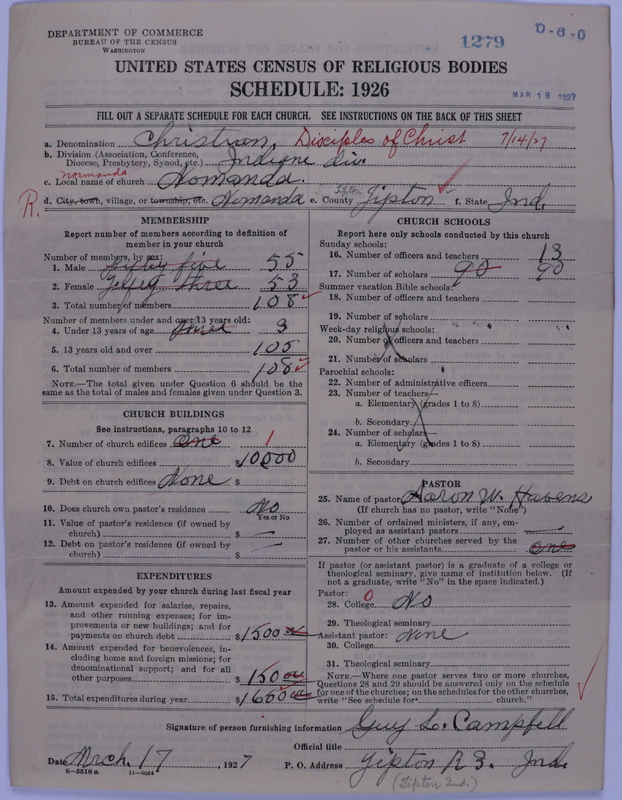 DEPARTMENT OF COMMERCE
BUREAU OF THE CENSUS
WASHINGTON
1279
D-6-0
UNITED STATES CENSUS OF RELIGIOUS BODIES
SCHEDULE: 1926
MAR 19 1927
FILL OUT A SEPARATE SCHEDULE FOR EACH CHURCH. SEE INSTRUCTIONS ON THE BACK OF THIS SHEET
a. Denomination Christian, Disciples of Christ 7/14/27
b. Division (Association, Conference,
Diocese, Presbytery, Synod, etc.) Indiana Div.
Normanda
c. Local name of church Nomanda.
R. d. City, town, village, or township, etc. Nomanda e. County Tipton Tipton f. State Ind.
MEMBERSHIP
Report number of members according to definition of
member in your church
Number of members, by sex:
1. Male fifty five 55
2. Female fifty three 53
3. Total number of members 108
Number of members under and over 13 years old:
4. Under 13 years of age three 3
5. 13 years old and over 105
6. Total number of members 108
NOTE.—The total given under Question 6 should be the
same as the total of males and females given under Question 3.
CHURCH BUILDINGS
See instructions, paragraphs 10 to 12
7. Number of church edifices one 1
8. Value of church edifices $10000
9. Debt on church edifices None $
10. Does church own pastor's residence No
Yes or No
11. Value of pastor's residence (if owned by
church) $ —
12. Debt on pastor's residence (if owned by
church) $ —
EXPENDITURES
Amount expended by your church during last fiscal year
13. Amount expended for salaries, repairs,
and other running expenses; for im-
provements or new buildings; and for
payments on church debt $1500
14. Amount expended for benevolences, in-
cluding home and foreign missions; for
denominational support; and for all
other purposes 150
15. Total expenditures during year $1650
CHURCH SCHOOLS
Report here only schools conducted by this church
Sunday schools:
16. Number of officers and teachers 13
17. Number of scholars 90 90
Summer vacation Bible schools:
18. Number of officers and teachers
19. Number of scholars
Week-day religious schools:
20. Number of officers and teachers
21. Number of scholars
Parochial schools:
22. Number of administrative officers
23. Number of teachers—
a. Elementary (grades 1 to 8)
b. Secondary
24. Number of scholars—
a. Elementary (grades 1 to 8)
b. Secondary
PASTOR
25. Name of pastor Aaron W. Havens
(If church has no pastor, write "None")
26. Number of ordained ministers, if any, em-
ployed as assistant pastors —
27. Number of other churches served by the
pastor or his assistants one
If pastor (or assistant pastor) is a graduate of a college or
theological seminary, give name of institution below. (If
not a graduate, write "No" in the space indicated.)
Pastor: 0
28. College No
29. Theological seminary
Assistant pastor: None
30. College
31. Theological seminary
NOTE.—Where one pastor serves two or more churches,
Questions 28 and 29 should be answered only on the schedule
for one of the churches; on the schedules for the other churches,
write "See schedule for church."
Signature of person furnishing information Guy L. Campbell
Official title
Date Mrch. 17, 1927
P. O. Address Tipton R3. Ind.
8-5518a 11-9054
(Tipton Ind.)